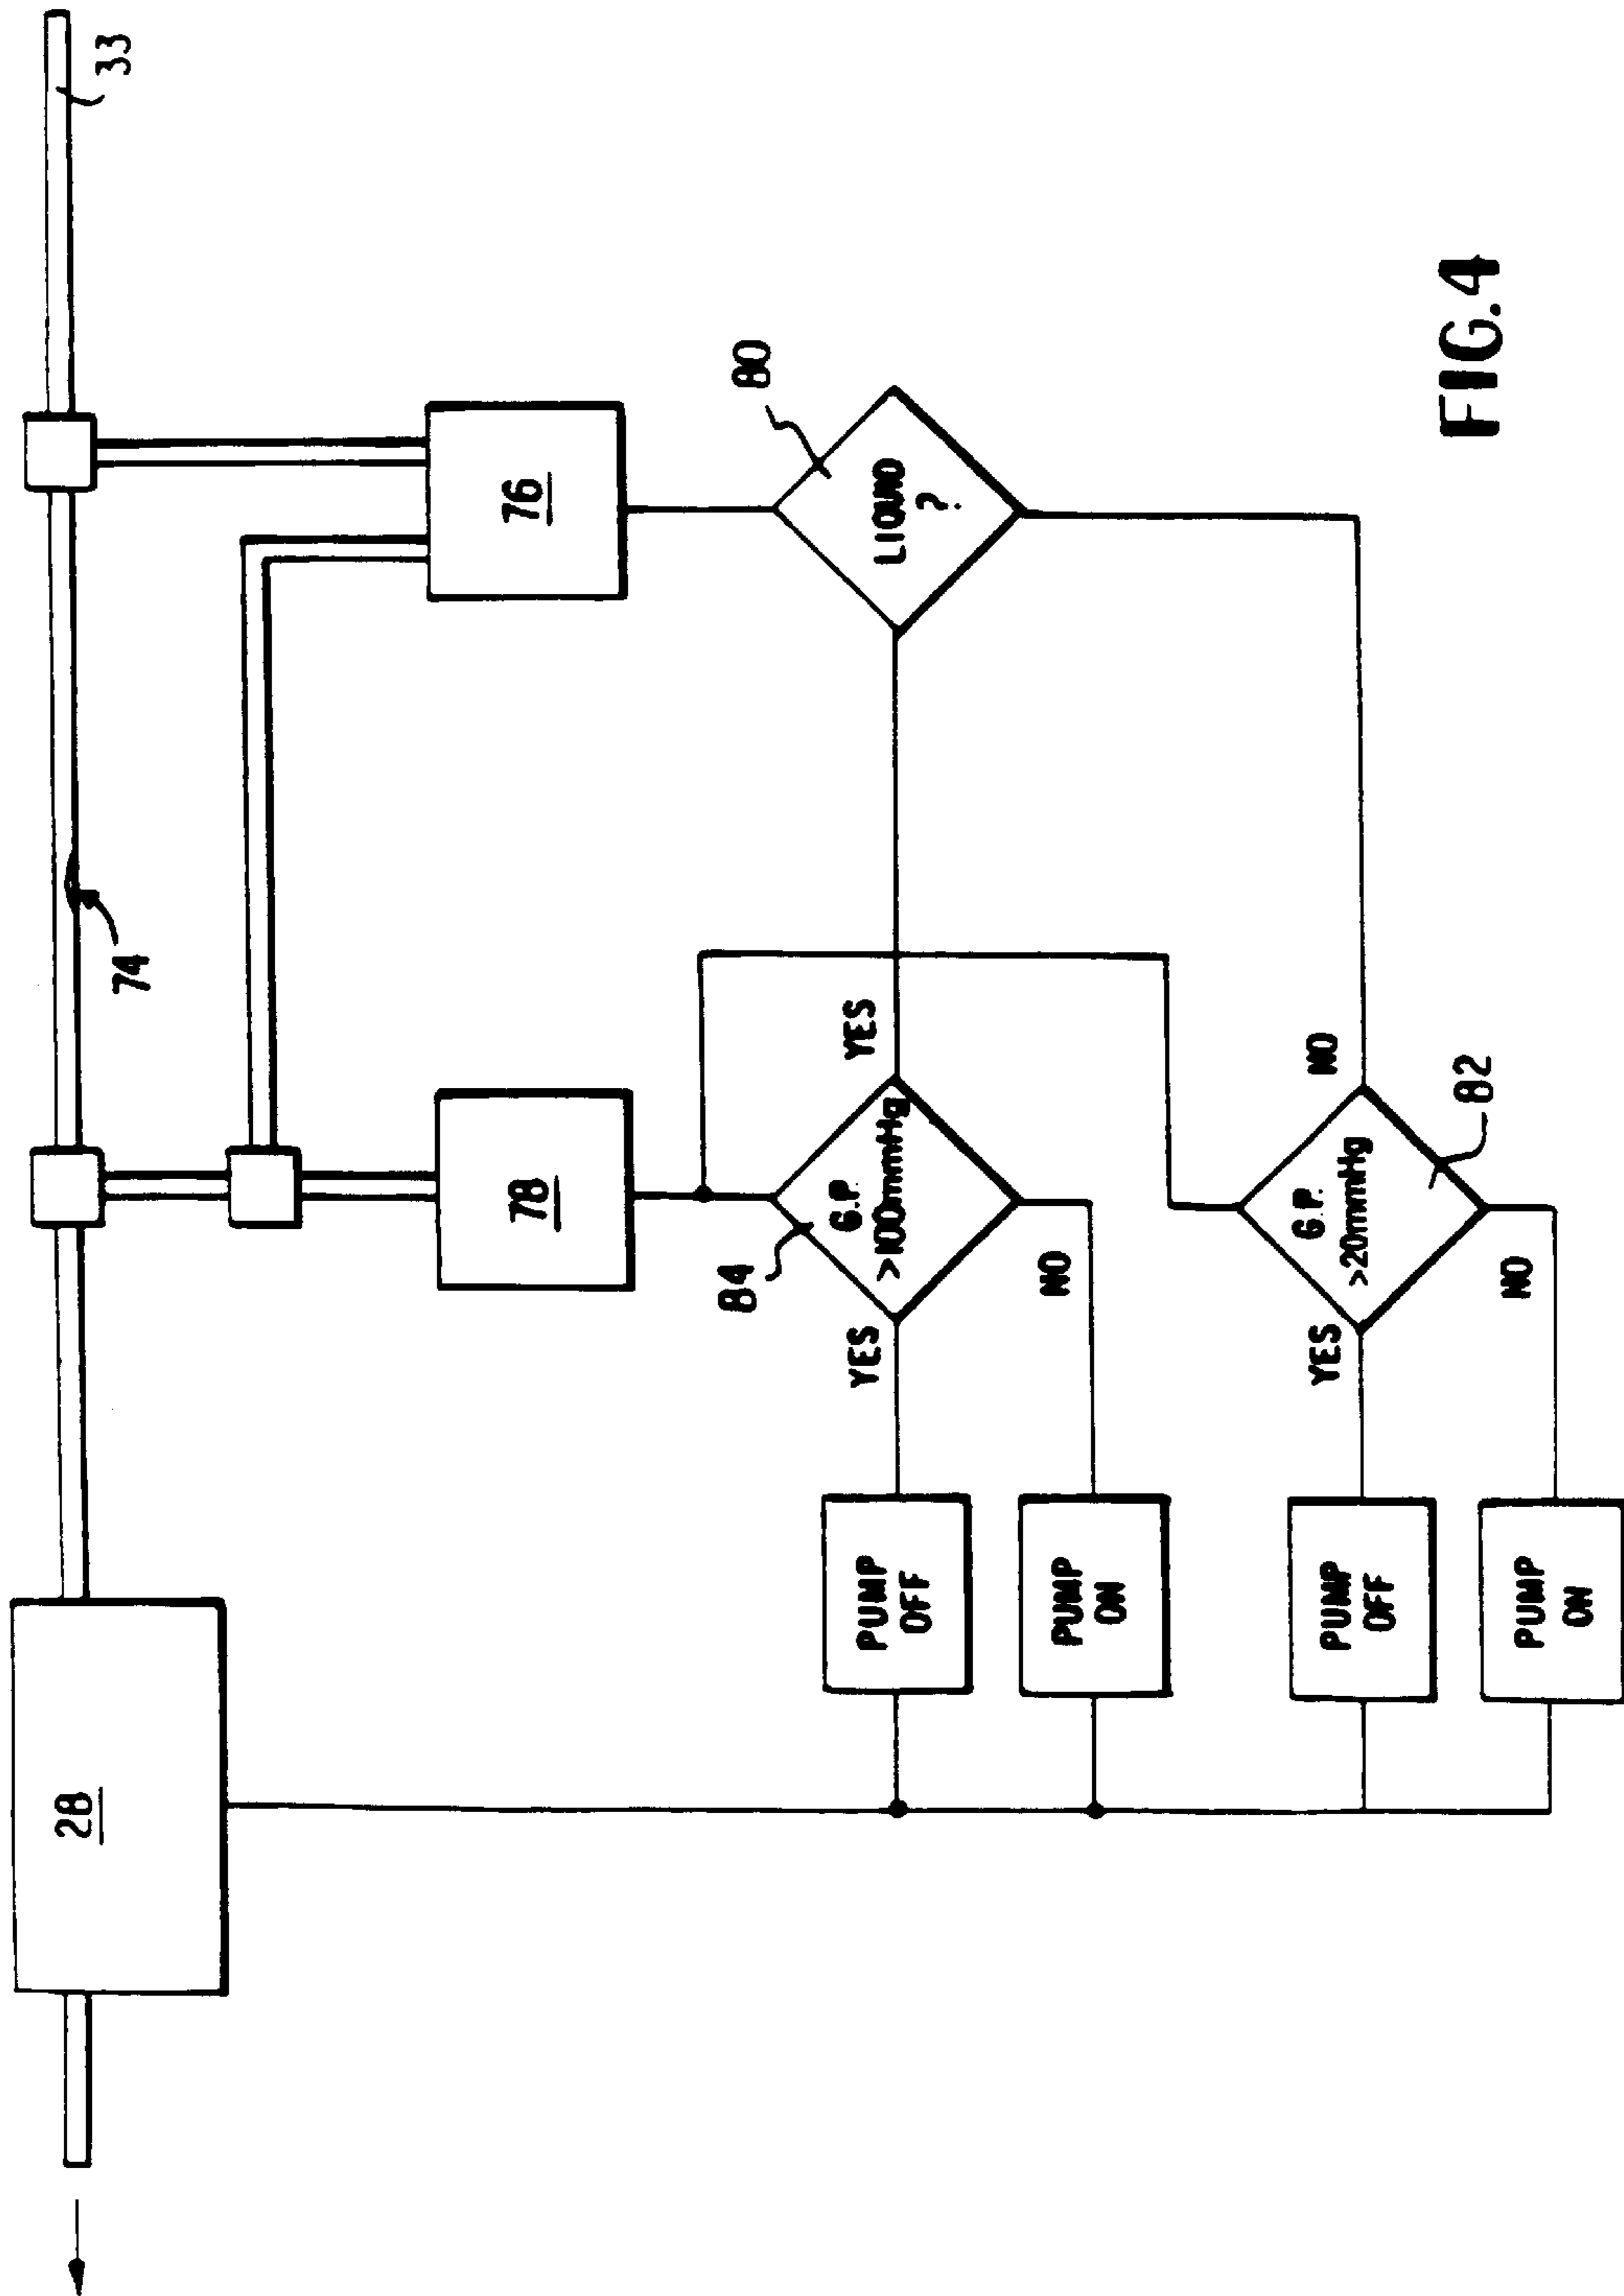 33
74
28
76
78
80
LIQUID
?
84
G.P.
>100mmHg
YES
YES
NO
NO
82
G.P.
>20mmHg
YES
NO
PUMP
OFF
PUMP
ON
PUMP
OFF
PUMP
ON
FIG.4